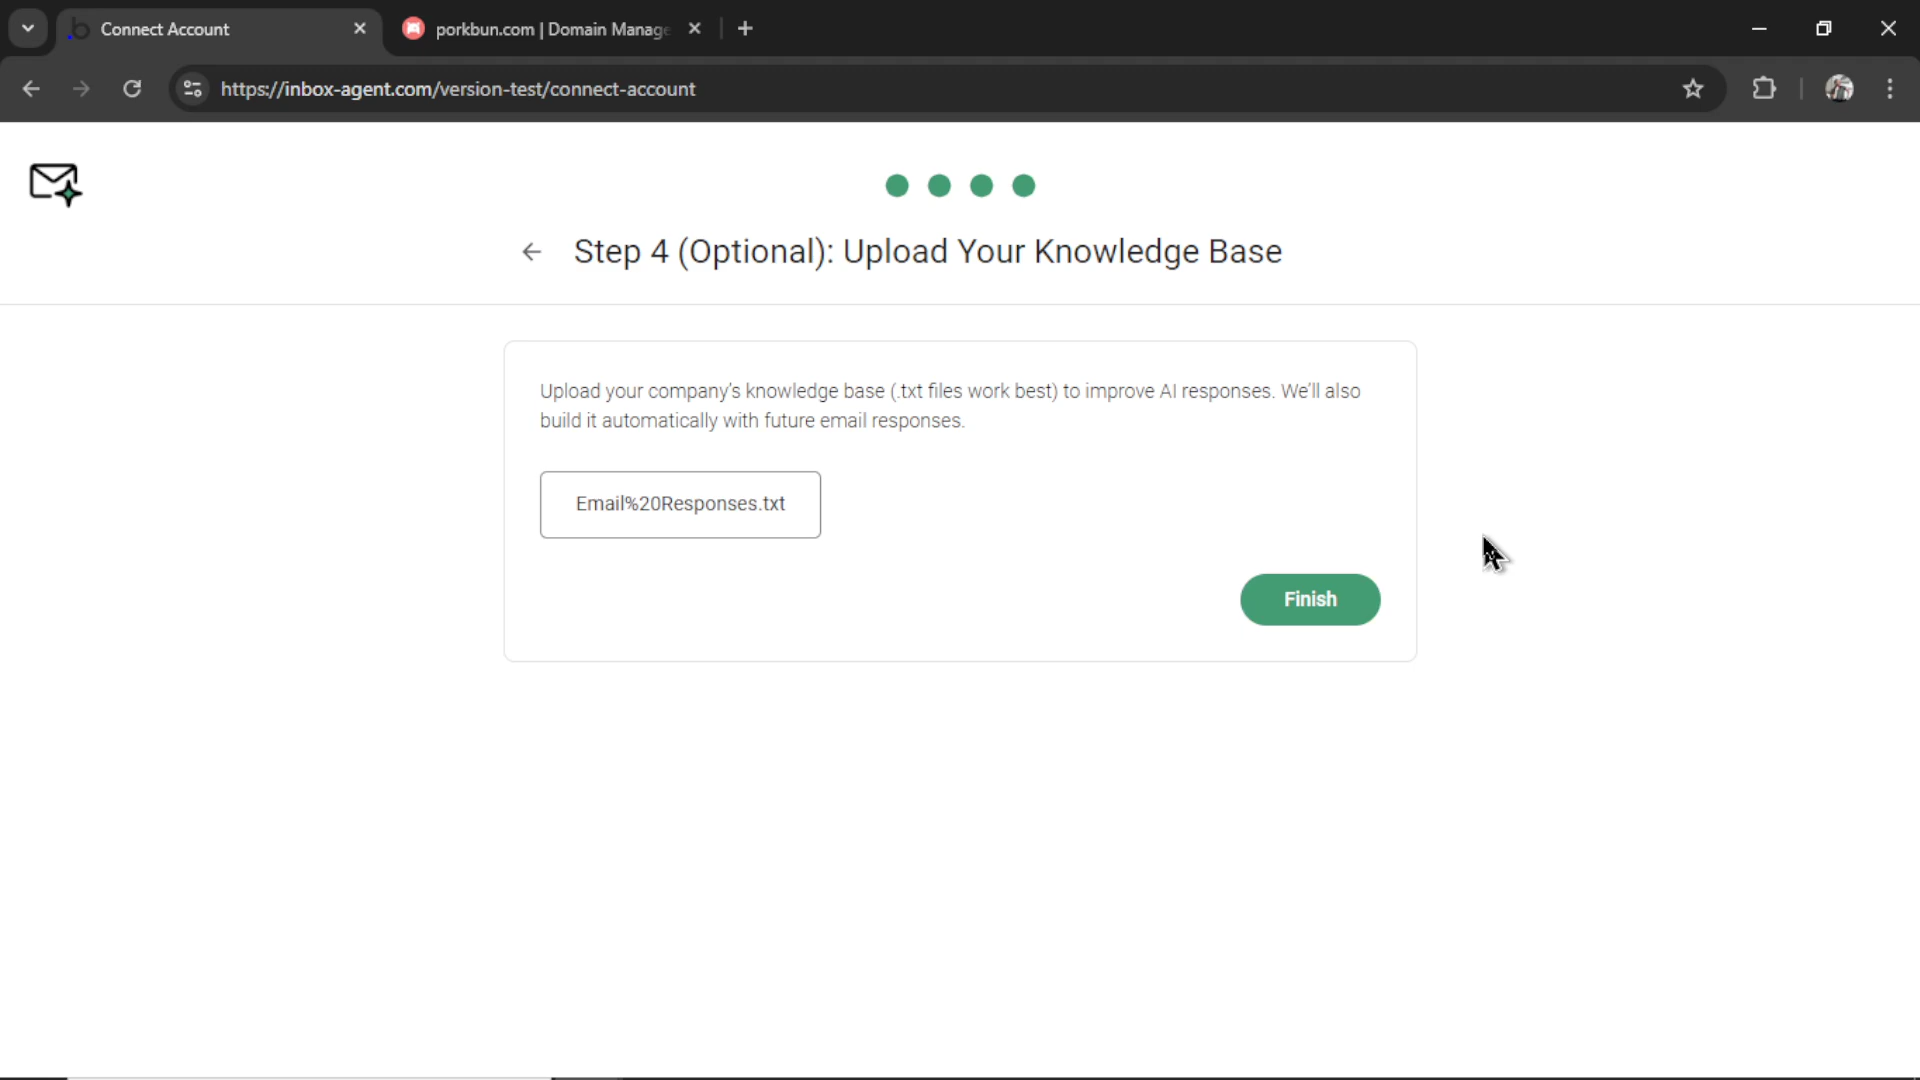 Connect Account
porkbun.com | Domain Manage
https://inbox-agent.com/version-test/connect-account
Step 4 (Optional): Upload Your Knowledge Base
Upload your company's knowledge base (.txt files work best) to improve AI responses. We'll also
build it automatically with future email responses.
Email%20Responses.txt
Finish